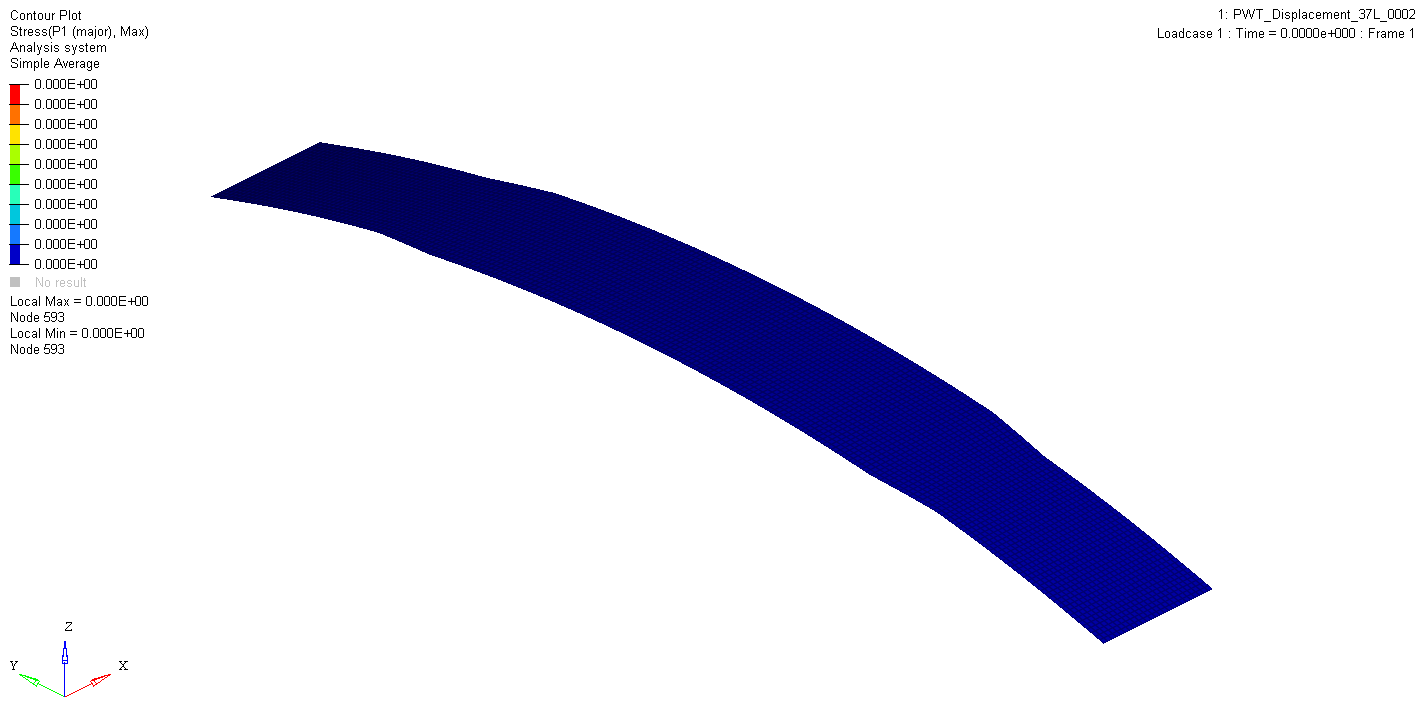 Contour Plot
Stress(P1 (major), Max)
Analysis system
Simple Average
0.000E+00
0.000E+00
0.000E+00
0.000E+00
0.000E+00
0.000E+00
0.000E+00
0.000E+00
0.000E+00
0.000E+00
No result
Local Max = 0.000E+00
Node 593
Local Min = 0.000E+00
Node 593
1: PWT_Displacement_37L_0002
Loadcase 1 : Time = 0.0000e+000 : Frame 1
Z
Y
X